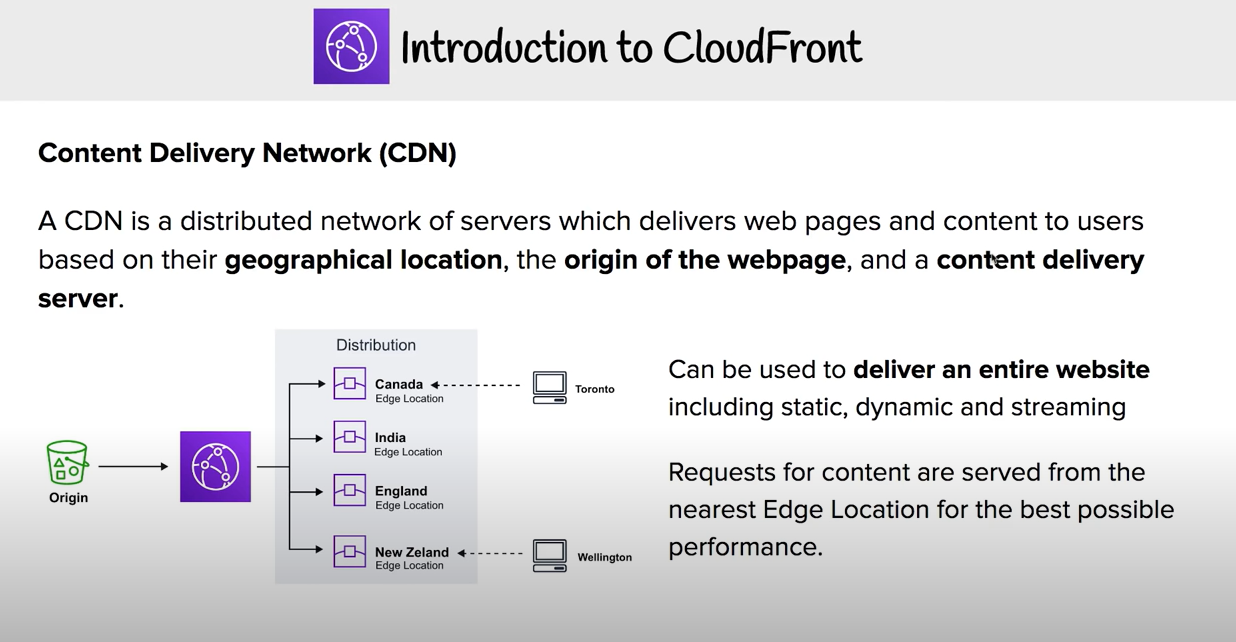 Introduction to CloudFront
Content Delivery Network (CDN)
A CDN is a distributed network of servers which delivers web pages and content to users
based on their geographical location, the origin of the webpage, and a content delivery
server.
Distribution
Canada
Edge Location
Toronto
India
Edge Location
England
Edge Location
New Zeland
Edge Location
Wellington
Origin
Can be used to deliver an entire website
including static, dynamic and streaming
Requests for content are served from the
nearest Edge Location for the best possible
performance.